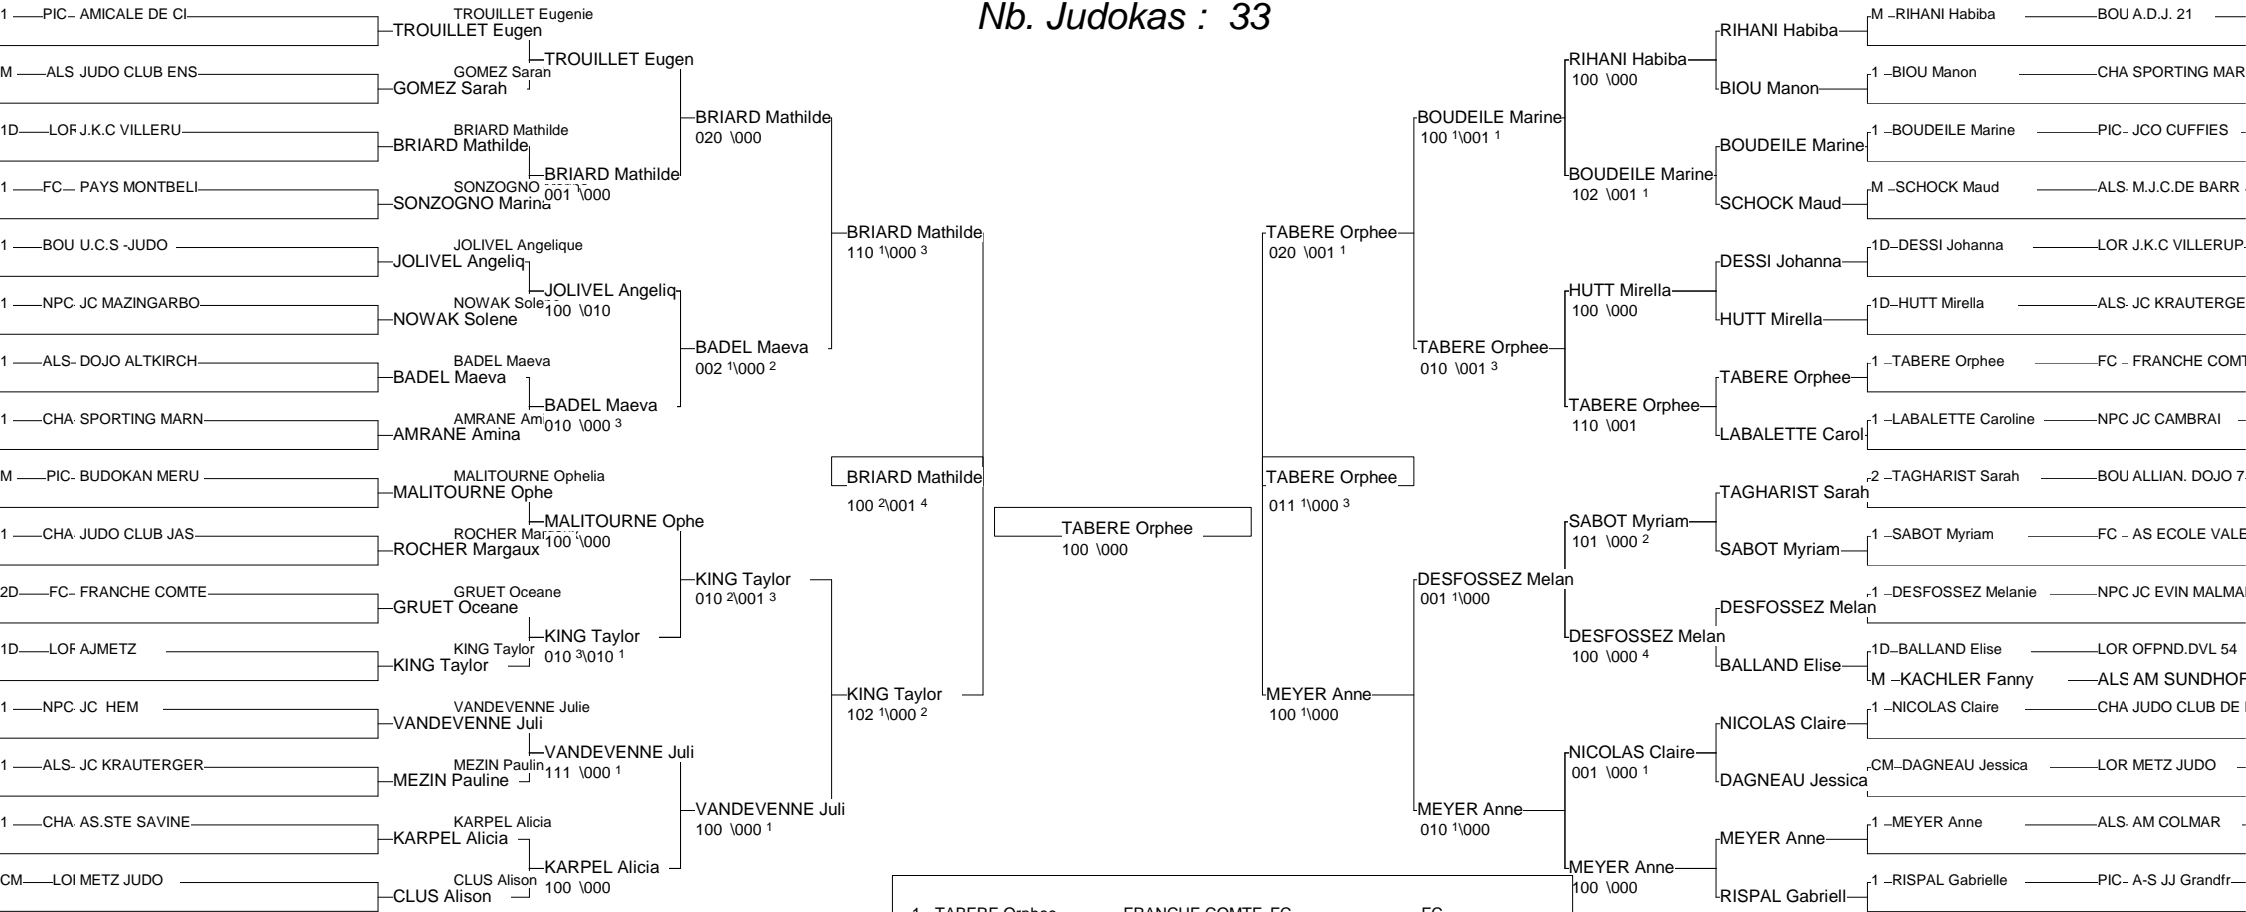 Nb. Judokas : 33
1 PIC- AMICALE DE CI TROUILLET Eugenie
TROUILLET Eugen
TROUILLET Eugen
M ALS JUDO CLUB ENS GOMEZ Sarah
GOMEZ Sarah
BRIARD Mathilde
020 \000
1D LOR J.K.C VILLERU BRIARD Mathilde
BRIARD Mathilde
BRIARD Mathilde
001 \000
1 FC PAYS MONTBELI SONZOGNO
SONZOGNO Marina
BRIARD Mathilde
110 1\000 3
1 BOU U.C.S -JUDO JOLIVEL Angelique
JOLIVEL Angeliq
JOLIVEL Angeliq
100 \010
1 NPC- JC MAZINGARBO NOWAK Sole
NOWAK Solene
BADEL Maeva
002 1\000 2
1 ALS- DOJO ALTKIRCH BADEL Maeva
BADEL Maeva
BADEL Maeva
010 \000 3
1 CHA- SPORTING MARN AMRANE Ami
AMRANE Amina
BRIARD Mathilde
100 2\001 4
M PIC- BUDOKAN MERU MALITOURNE Ophelia
MALITOURNE Ophe
MALITOURNE Ophe
100 \000
1 CHA- JUDO CLUB JAS ROCHER Mar
ROCHER Margaux
KING Taylor
010 2\001 3
2D FC- FRANCHE COMTE GRUET Oceane
GRUET Oceane
KING Taylor
010 3\010 1
1D LOR AJMETZ KING Taylor
KING Taylor
KING Taylor
102 1\000 2
1 NPC- JC HEM VANDEVENNE Julie
VANDEVENNE Juli
VANDEVENNE Juli
111 \000 1
1 ALS- JC KRAUTERGER MEZIN Paulin
MEZIN Pauline
VANDEVENNE Juli
100 \000 1
1 CHA- AS.STE SAVINE KARPEL Alicia
KARPEL Alicia
KARPEL Alicia
100 \000
CM LOI METZ JUDO CLUS Alison
CLUS Alison
TABERE Orphee
100 \000
M RIHANI Habiba BOU A.D.J. 21
RIHANI Habiba
RIHANI Habiba
100 \000
1 BIOU Manon CHA SPORTING MAR
BIOU Manon
BOUDEILE Marine
100 1\001 1
1 BOUDEILE Marine PIC- JCO CUFFIES
BOUDEILE Marine
BOUDEILE Marine
102 \001 1
M SCHOCK Maud ALS- M.J.C.DE BARR
SCHOCK Maud
TABERE Orphee
020 \001 1
1D DESSI Johanna LOR J.K.C VILLERUP
DESSI Johanna
HUTT Mirella
100 \000
1D HUTT Mirella ALS- JC KRAUTERGE
HUTT Mirella
TABERE Orphee
010 \001 3
1 TABERE Orphee FC - FRANCHE COMT
TABERE Orphee
TABERE Orphee
110 \001
1 LABALETTE Caroline NPC JC CAMBRAI
LABALETTE Carol
TABERE Orphee
011 1\000 3
2 TAGHARIST Sarah BOU ALLIAN. DOJO 7
TAGHARIST Sarah
SABOT Myriam
101 \000 2
1 SABOT Myriam FC - AS ECOLE VALE
SABOT Myriam
DESFOSSEZ Melan
001 1\000
1 DESFOSSEZ Melanie NPC JC EVIN MALMAI
DESFOSSEZ Melan
DESFOSSEZ Melan
100 \000 4
1D BALLAND Elise LOR OFPND.DVL 54
BALLAND Elise
M KACHLER Fanny ALS AM SUNDHOF
MEYER Anne
100 1\000
1 NICOLAS Claire CHA JUDO CLUB DE
NICOLAS Claire
NICOLAS Claire
001 \000 1
CM DAGNEAU Jessica LOR METZ JUDO
DAGNEAU Jessica
MEYER Anne
010 1\000
1 MEYER Anne ALS- AM COLMAR
MEYER Anne
MEYER Anne
100 \000
1 RISPAL Gabrielle PIC- A-S JJ Grandfr
RISPAL Gabriell
1 TABERE Orphee FRANCHE COMTE FC FC